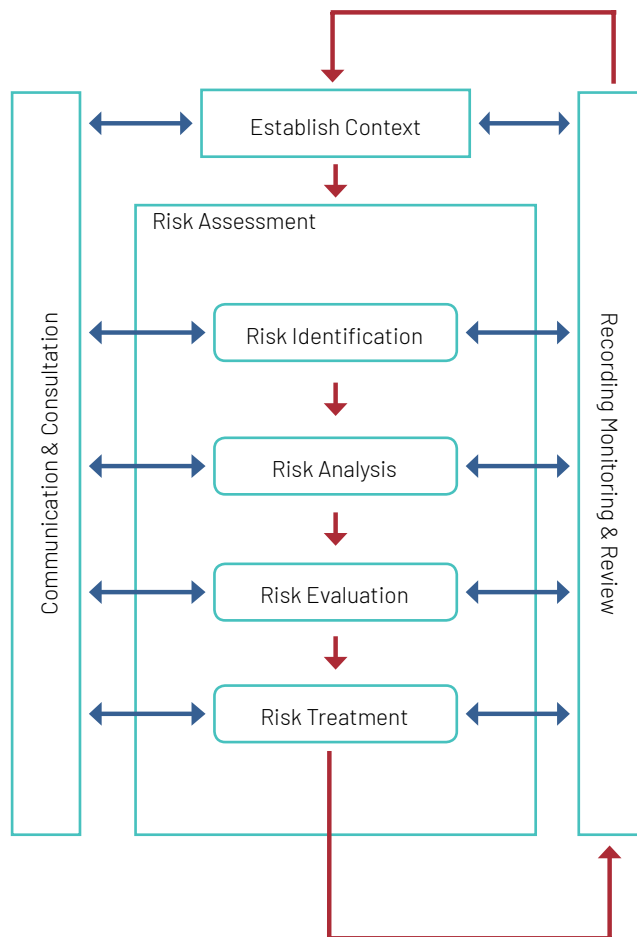 Establish Context
Risk Assessment
Communication & Consultation
Risk Identification
Risk Analysis
Risk Evaluation
Risk Treatment
Recording Monitoring & Review